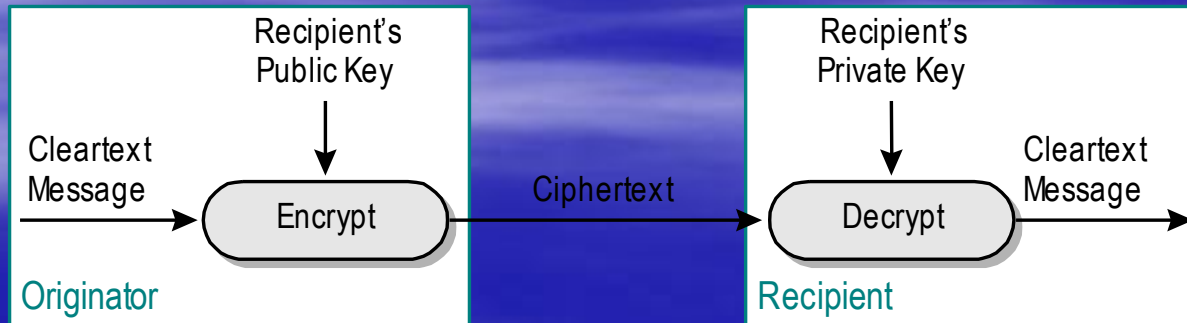 Recipient's
Public Key
Cleartext
Message
Encrypt
Originator
Ciphertext
Recipient's
Private Key
Decrypt
Cleartext
Message
Recipient